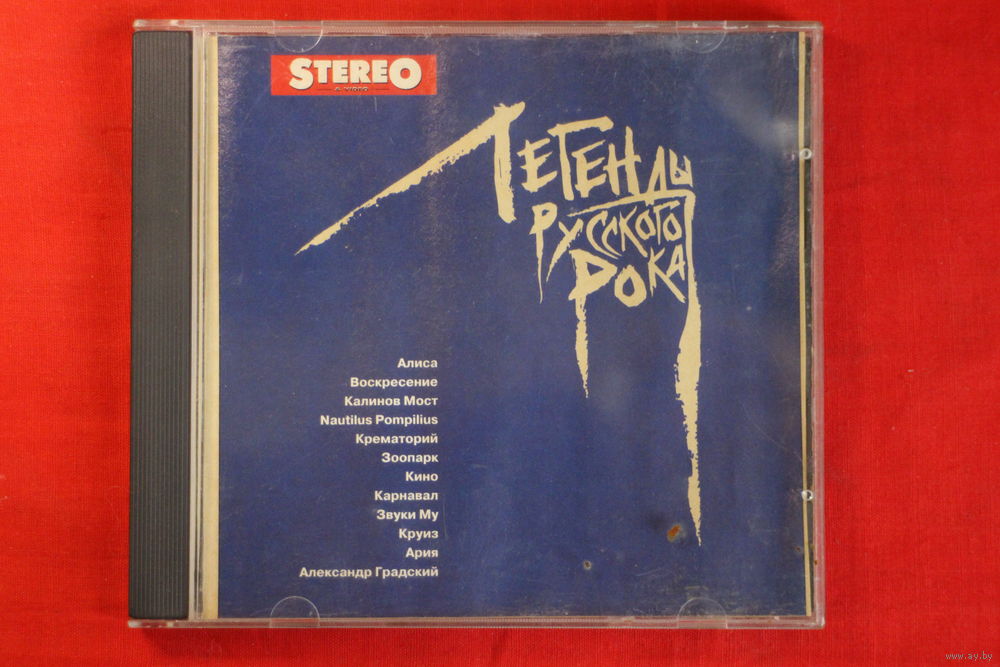 STEREO
& VIDEO
Легенды
русского
рока
Алиса
Воскресение
Калинов Мост
Nautilus Pompilius
Крематорий
Зоопарк
Кино
Карнавал
Звуки Му
Круиз
Ария
Александр Градский
www.ay.by